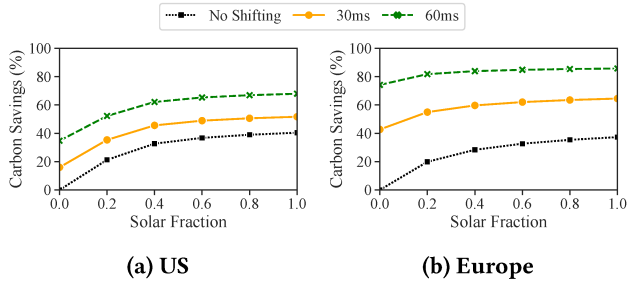 No Shifting 30ms 60ms
Carbon Savings (%)
100
80
60
40
20
0
0.0 0.2 0.4 0.6 0.8 1.0
Solar Fraction
(a) US
Carbon Savings (%)
100
80
60
40
20
0
0.0 0.2 0.4 0.6 0.8 1.0
Solar Fraction
(b) Europe